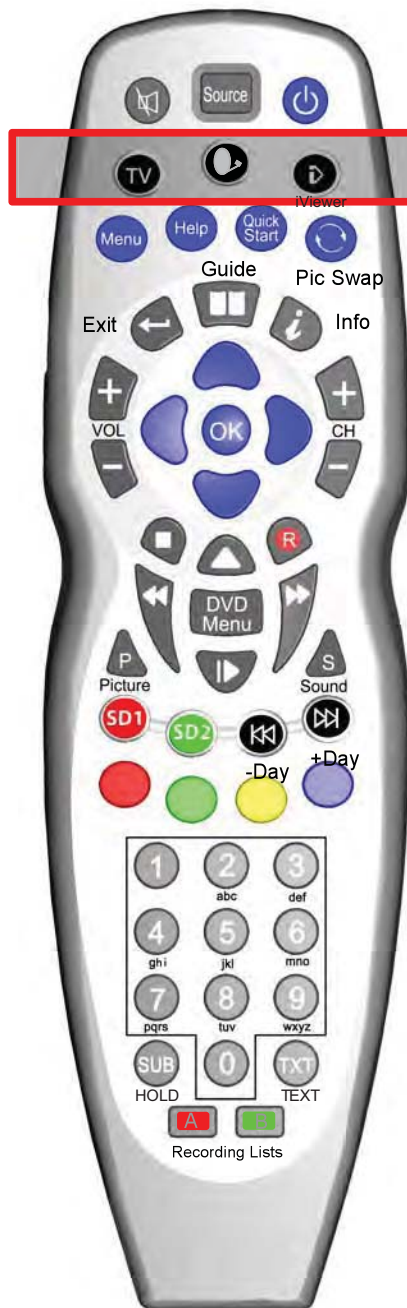 Source
TV
iViewer
Menu
Help
Quick
Start
Guide
Pic Swap
Exit
i
Info
+
+
VOL
OK
CH
−
−
R
DVD
Menu
P
S
Picture
Sound
SD1
SD2
-Day
+Day
1
2
3
abc
def
4
5
6
ghi
jkl
mno
7
8
9
pqrs
tuv
wxyz
SUB
0
TXT
HOLD
TEXT
A
B
Recording Lists